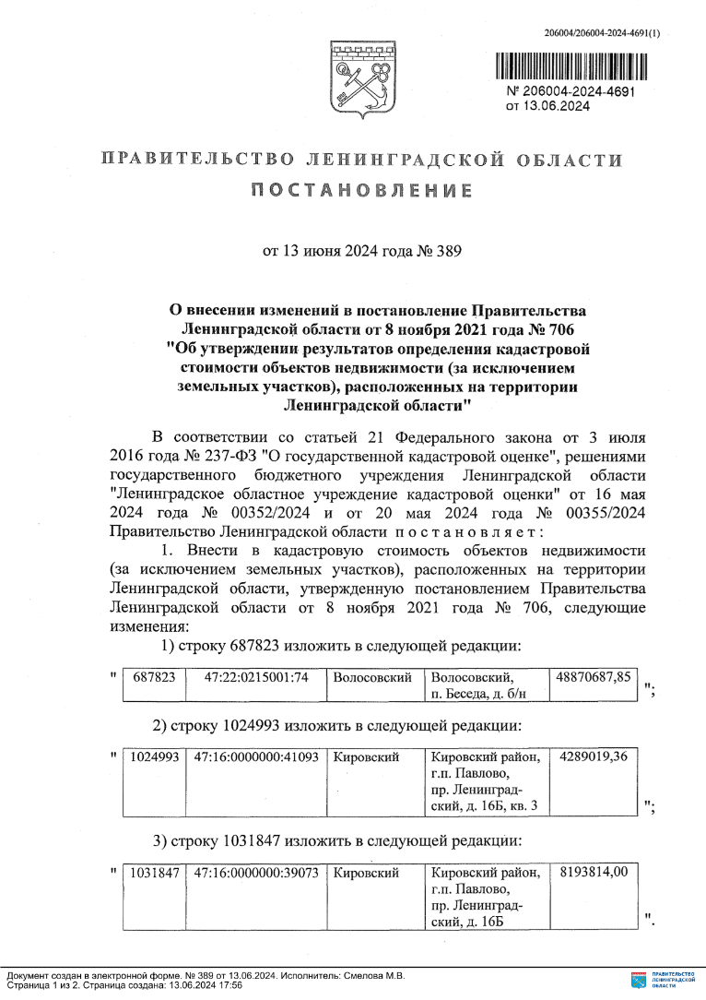 206004/206004-2024-4691(1)
№ 206004-2024-4691
от 13.06.2024
ПРАВИТЕЛЬСТВО ЛЕНИНГРАДСКОЙ ОБЛАСТИ
ПОСТАНОВЛЕНИЕ
от 13 июня 2024 года № 389
О внесении изменений в постановление Правительства
Ленинградской области от 8 ноября 2021 года № 706
"Об утверждении результатов определения кадастровой
стоимости объектов недвижимости (за исключением
земельных участков), расположенных на территории
Ленинградской области"
В соответствии со статьей 21 Федерального закона от 3 июля
2016 года № 237-ФЗ "О государственной кадастровой оценке", решениями
государственного бюджетного учреждения Ленинградской области
"Ленинградское областное учреждение кадастровой оценки" от 16 мая
2024 года № 00352/2024 и от 20 мая 2024 года № 00355/2024
Правительство Ленинградской области п о с т а н о в л я е т :
1. Внести в кадастровую стоимость объектов недвижимости
(за исключением земельных участков), расположенных на территории
Ленинградской области, утвержденную постановлением Правительства
Ленинградской области от 8 ноября 2021 года № 706, следующие
изменения:
1) строку 687823 изложить в следующей редакции:
" 687823 47:22:0215001:74 Волосовский Волосовский, 48870687,85
п. Беседа, д. б/н ";
2) строку 1024993 изложить в следующей редакции:
" 1024993 47:16:0000000:41093 Кировский Кировский район, 4289019,36
г.п. Павлово,
пр. Ленинград-
ский, д. 16Б, кв. 3 ";
3) строку 1031847 изложить в следующей редакции:
" 1031847 47:16:0000000:39073 Кировский Кировский район, 8193814,00
г.п. Павлово,
пр. Ленинград-
ский, д. 16Б ".
Документ создан в электронной форме. № 389 от 13.06.2024. Исполнитель: Смелова М.В.
Страница 1 из 2. Страница создана: 13.06.2024 17:56
ПРАВИТЕЛЬСТВО
ЛЕНИНГРАДСКОЙ
ОБЛАСТИ